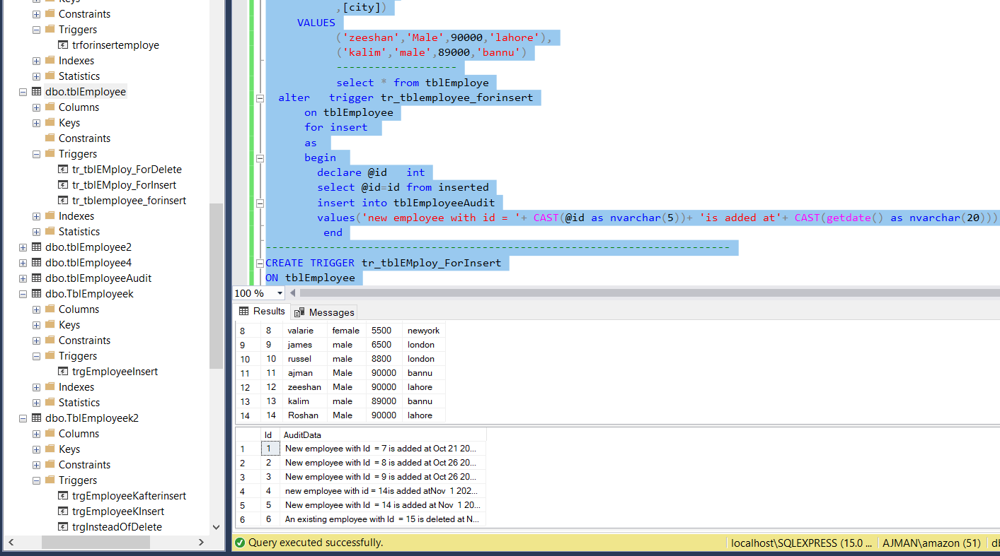 Keys
Constraints
Triggers
trforinsertemploye
Indexes
Statistics
dbo.tblEmployee
Columns
Keys
Constraints
Triggers
tr_tblEMploy_ForDelete
tr_tblEMploy_ForInsert
tr_tblemployee_forinsert
Indexes
Statistics
dbo.tblEmployee2
dbo.tblEmployee4
dbo.tblEmployeeAudit
dbo.TblEmployeek
Columns
Keys
Constraints
Triggers
trgEmployeeInsert
Indexes
Statistics
dbo.TblEmployeek2
Columns
Keys
Constraints
Triggers
trgEmployeeKafterinsert
trgEmployeeKInsert
trgInsteadOfDelete
,[city])
VALUES
('zeeshan','Male',90000,'lahore'),
('kalim','male',89000,'bannu')
-------------------
select * from tblEmploye
alter   trigger tr_tblemployee_forinsert
on tblEmployee
for insert
as
begin
declare @id   int
select @id=id from inserted
insert into tblEmployeeAudit
values('new employee with id = '+ CAST(@id as nvarchar(5))+ 'is added at'+ CAST(getdate() as nvarchar(20)))
end
-------------------------------------------------------------------------
CREATE TRIGGER tr_tblEMploy_ForInsert
ON tblEmployee
100 %
Results Messages
8 8 valarie female 5500 newyork
9 9 james male 6500 london
10 10 russel male 8800 london
11 11 ajman Male 90000 bannu
12 12 zeeshan Male 90000 lahore
13 13 kalim male 89000 bannu
14 14 Roshan Male 90000 lahore
Id AuditData
1 1 New employee with Id  = 7 is added at Oct 21 20...
2 2 New employee with Id  = 8 is added at Oct 26 20...
3 3 New employee with Id  = 9 is added at Oct 26 20...
4 4 new employee with id = 14is added atNov  1 202...
5 5 New employee with Id  = 14 is added at Nov  1 20...
6 6 An existing employee with Id  = 15 is deleted at N...
Query executed successfully.
localhost\SQLEXPRESS (15.0 ... AJMAN\amazon (51) db